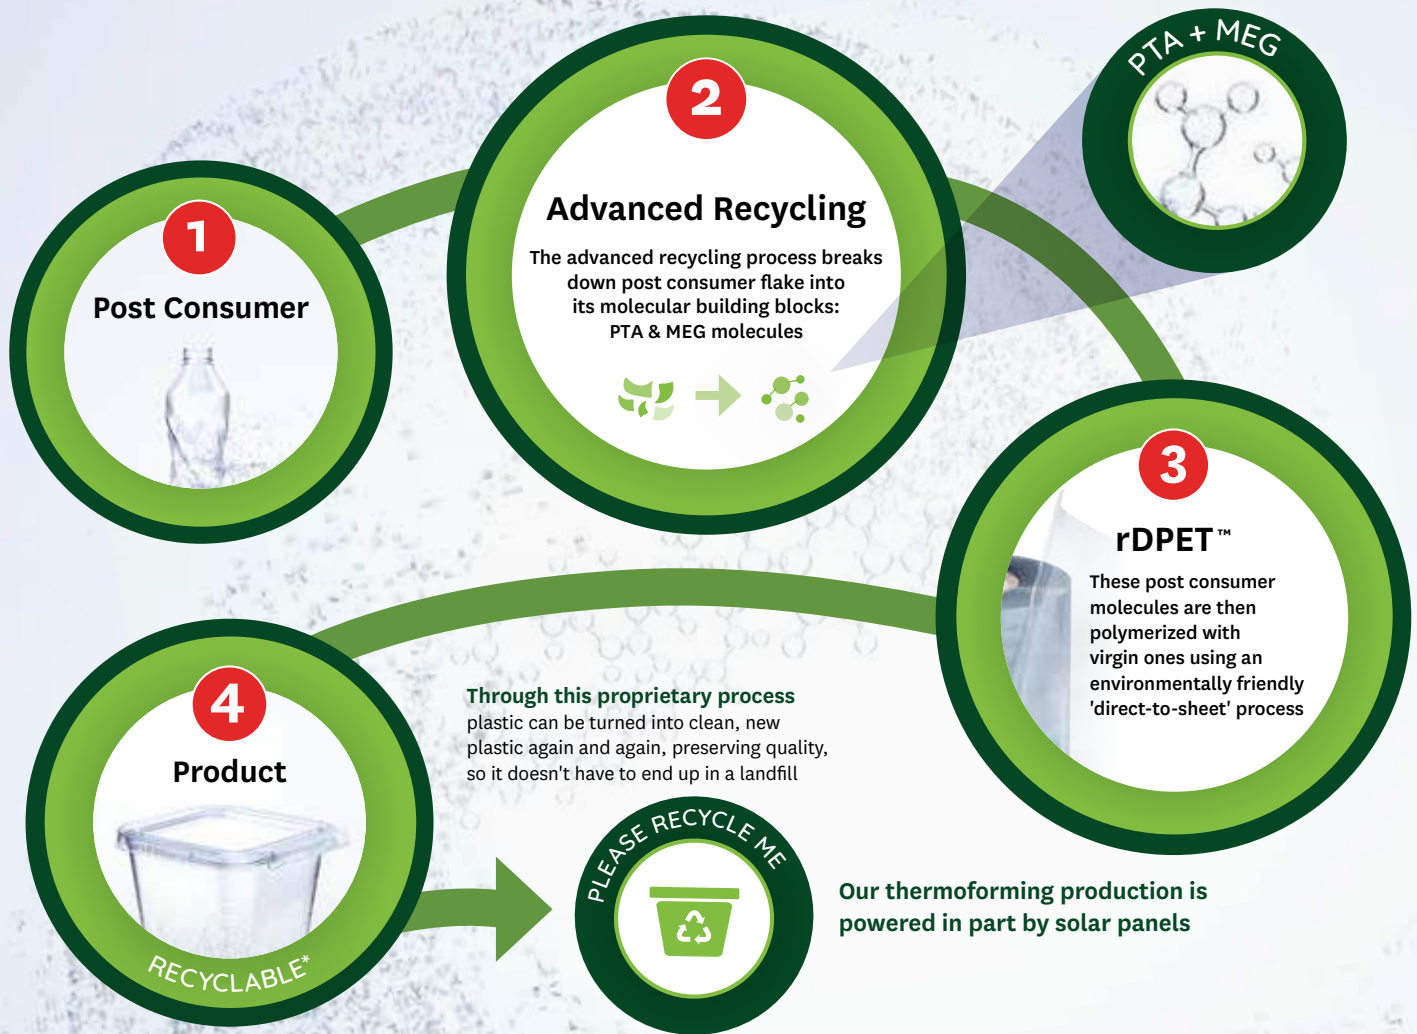 1
Post Consumer
2
Advanced Recycling
The advanced recycling process breaks
down post consumer flake into
its molecular building blocks:
PTA & MEG molecules
PTA + MEG
3
rDPET™
These post consumer
molecules are then
polymerized with
virgin ones using an
environmentally friendly
'direct-to-sheet' process
4
Product
RECYCLABLE*
Through this proprietary process
plastic can be turned into clean, new
plastic again and again, preserving quality,
so it doesn't have to end up in a landfill
PLEASE RECYCLE ME
Our thermoforming production is
powered in part by solar panels